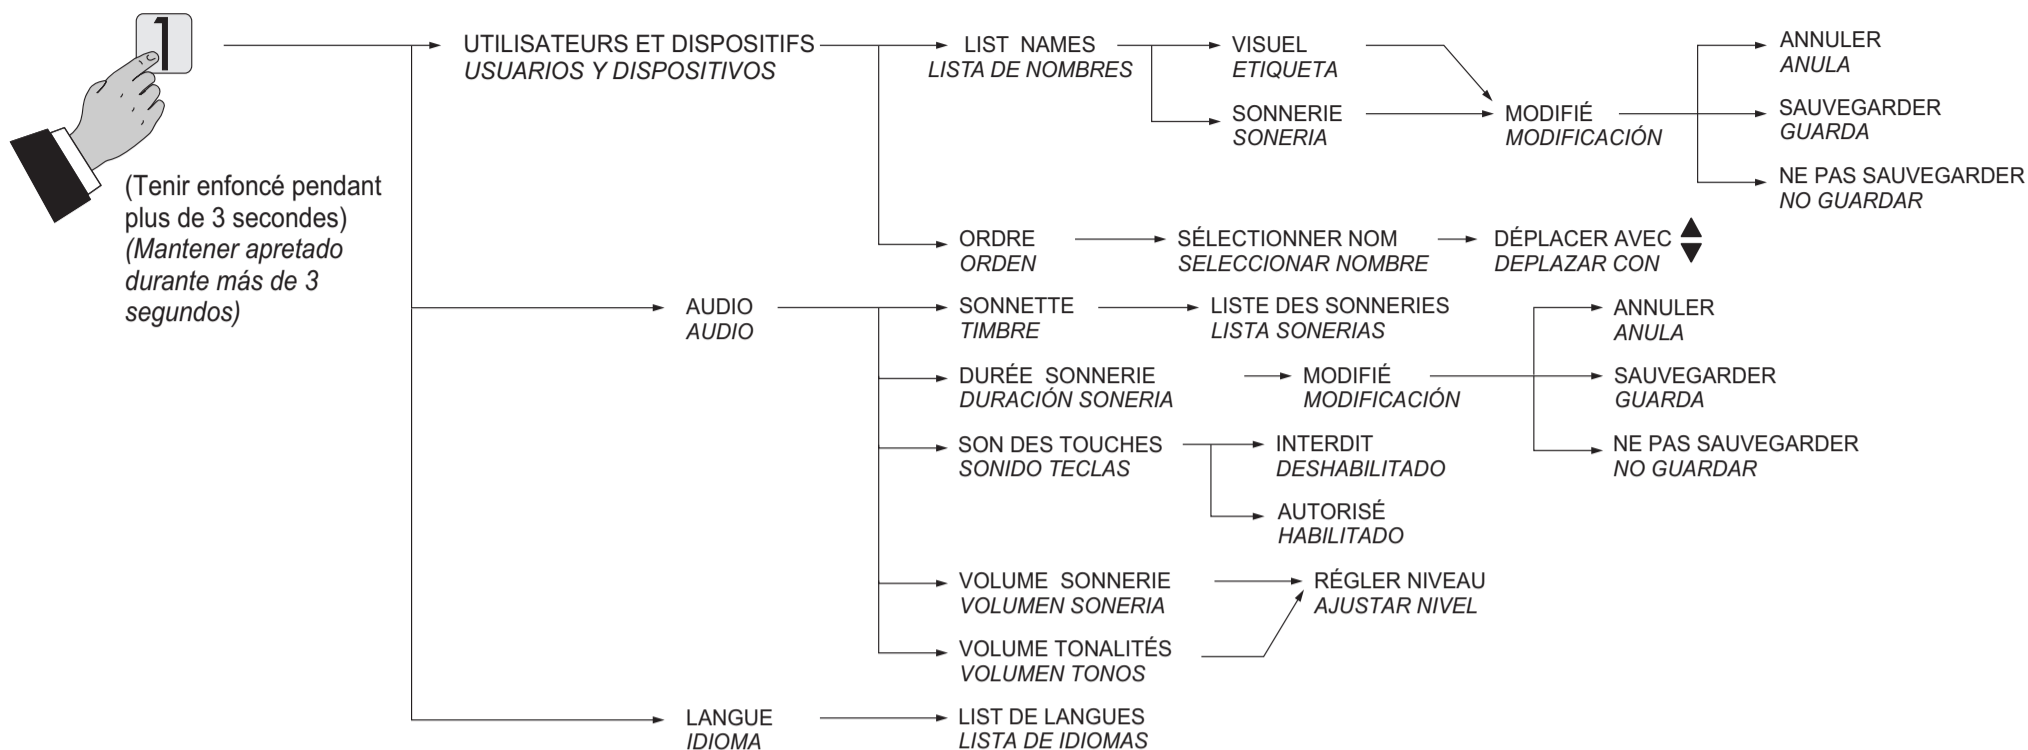 1
(Tenir enfoncé pendant
plus de 3 secondes)
(Mantener apretado
durante más de 3
segundos)
UTILISATEURS ET DISPOSITIFS
USUARIOS Y DISPOSITIVOS
LIST NAMES
LISTA DE NOMBRES
VISUEL
ETIQUETA
SONNERIE
SONERIA
MODIFIÉ
MODIFICACIÓN
ANNULER
ANULA
SAUVEGARDER
GUARDA
NE PAS SAUVEGARDER
NO GUARDAR
ORDRE
ORDEN
SÉLECTIONNER NOM
SELECCIONAR NOMBRE
DÉPLACER AVEC
DEPLAZAR CON
AUDIO
AUDIO
SONNETTE
TIMBRE
LISTE DES SONNERIES
LISTA SONERIAS
DURÉE SONNERIE
DURACIÓN SONERIA
MODIFIÉ
MODIFICACIÓN
ANNULER
ANULA
SAUVEGARDER
GUARDA
NE PAS SAUVEGARDER
NO GUARDAR
SON DES TOUCHES
SONIDO TECLAS
INTERDIT
DESHABILITADO
AUTORISÉ
HABILITADO
VOLUME SONNERIE
VOLUMEN SONERIA
RÉGLER NIVEAU
AJUSTAR NIVEL
VOLUME TONALITÉS
VOLUMEN TONOS
LANGUE
IDIOMA
LIST DE LANGUES
LISTA DE IDIOMAS